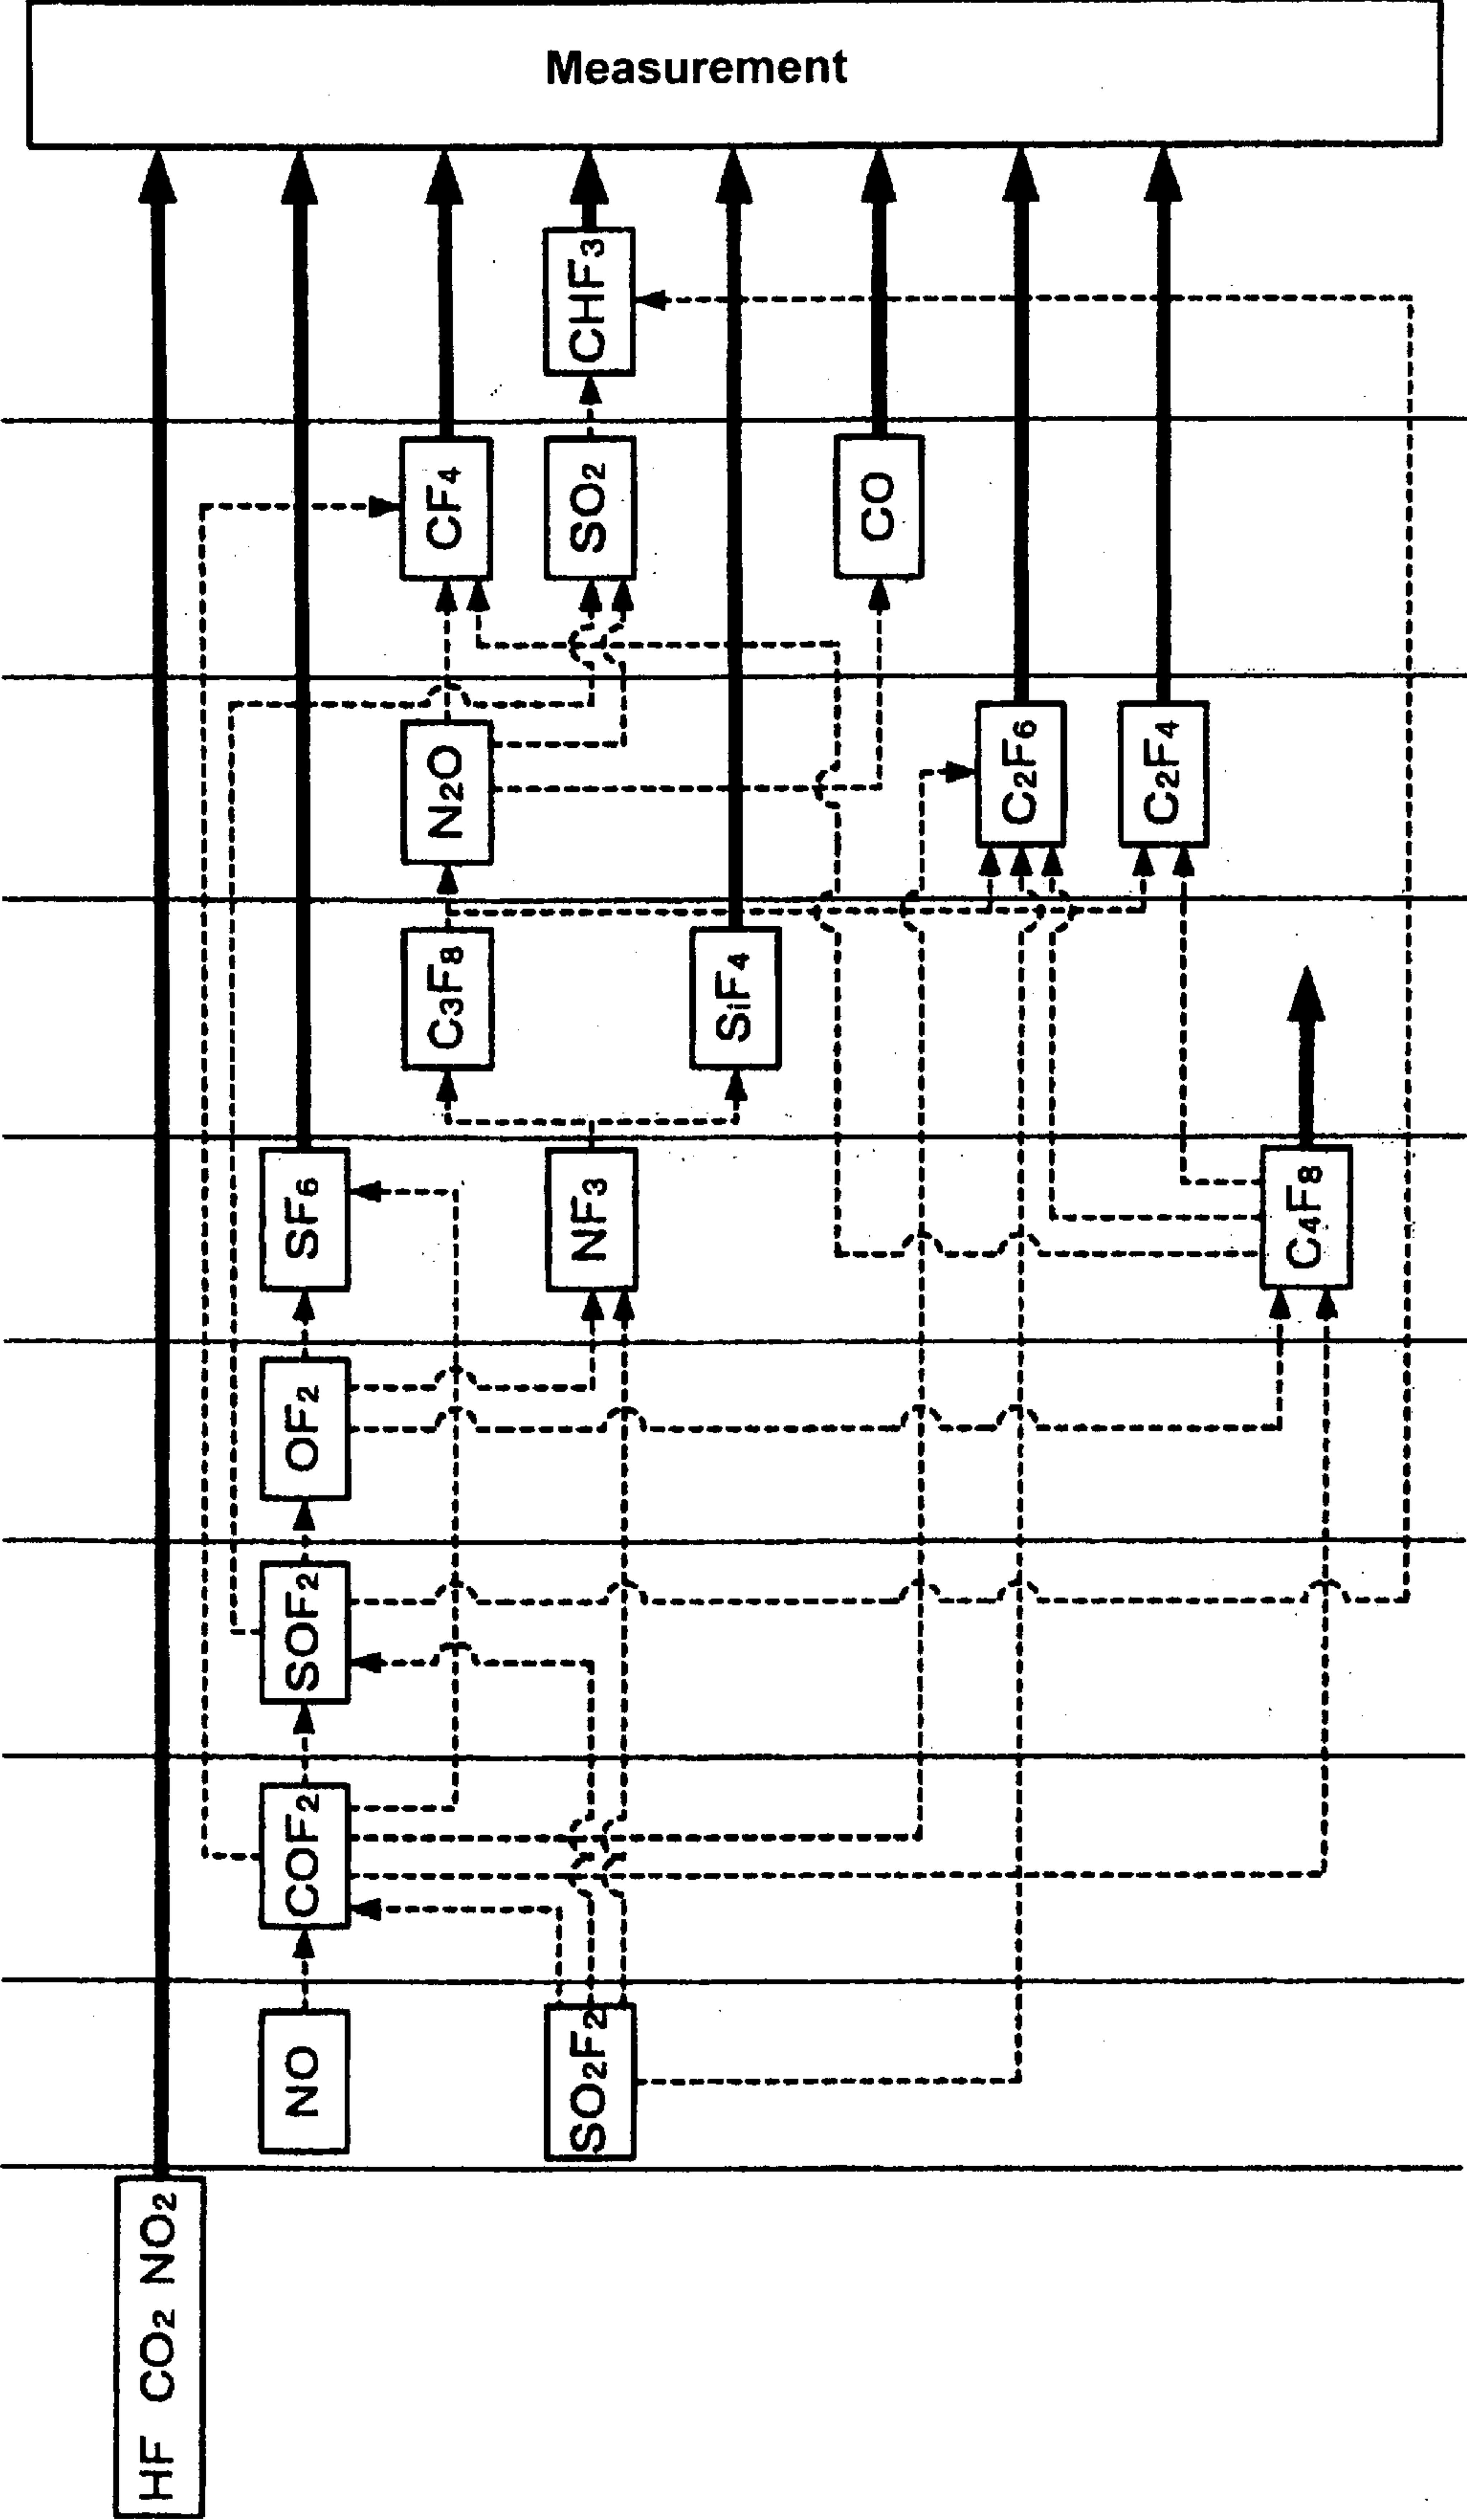 Measurement
CHF3
CF4
SO2
CO
N2O
C2F6
C2F4
C3F8
SiF4
SF6
NF3
C4F8
OF2
SOF2
COF2
NO
SO2F2
HF CO2 NO2